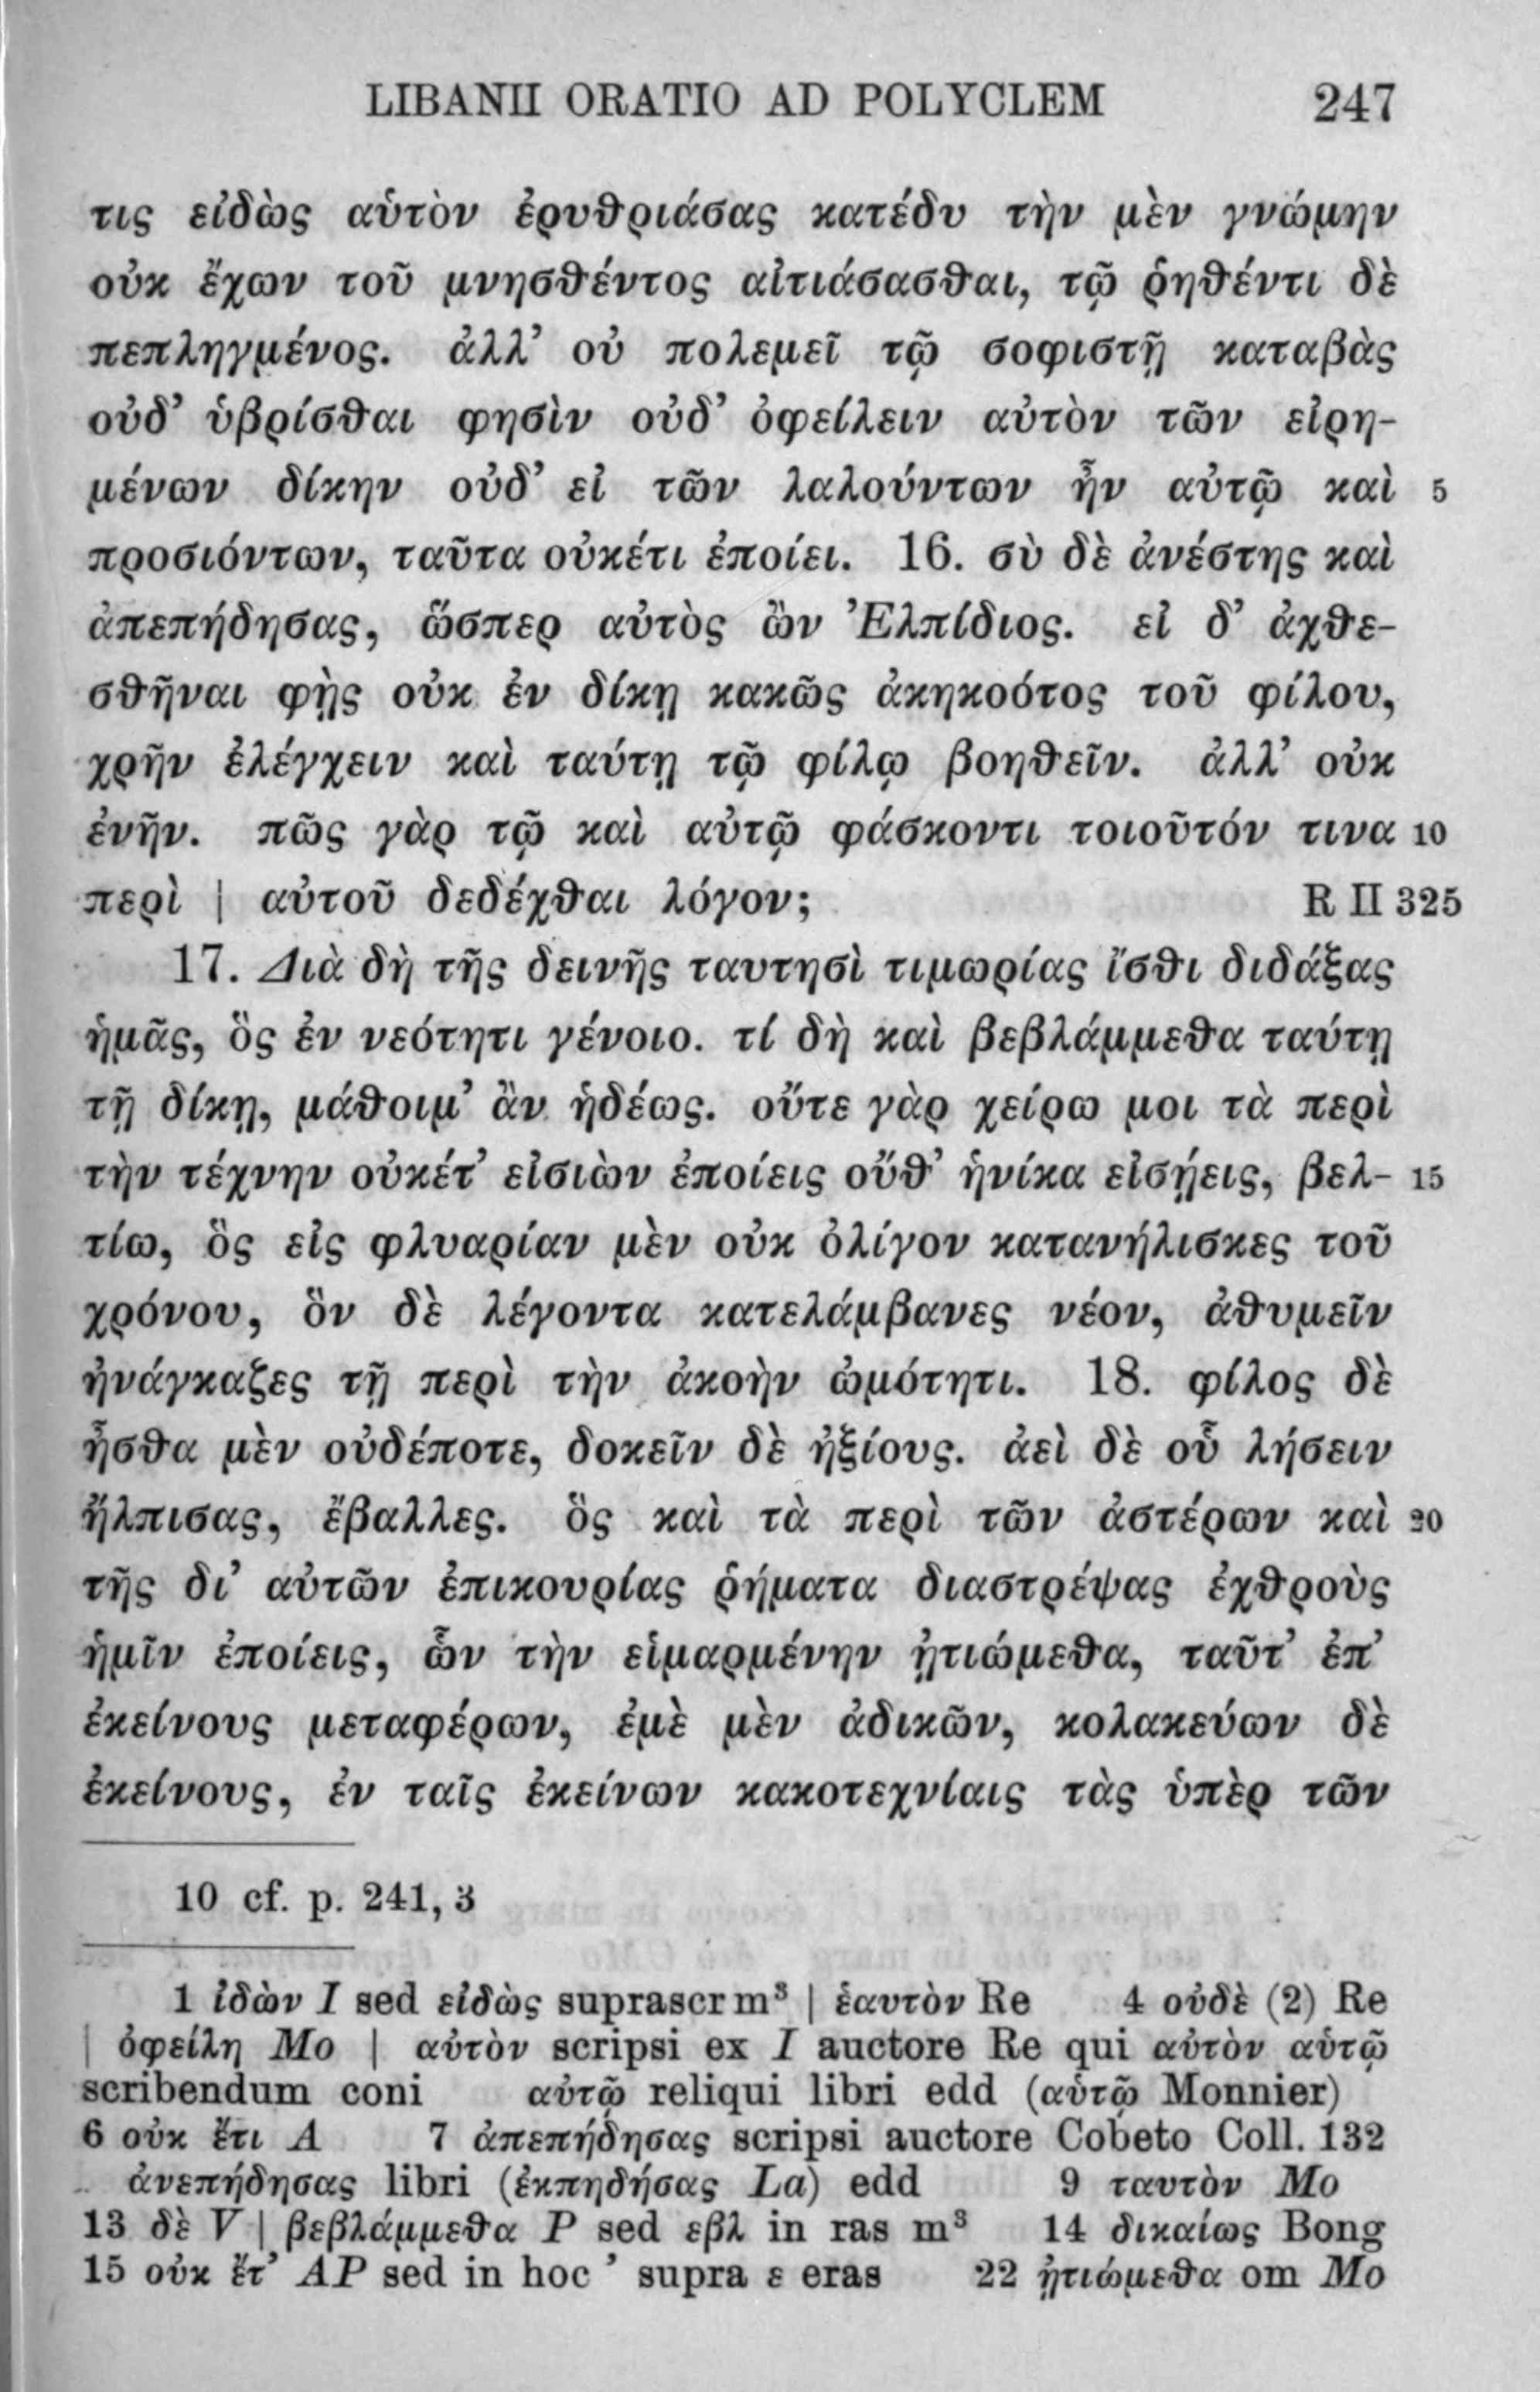 LIBANII ORATIO AD POLYCLEM 247
τις εἰδὼς αὑτὸν ἐρυθριάσας κατέδυ τὴν μὲν γνώμην
οὐκ ἔχων τοῦ μνησθέντος αἰτιάσασθαι, τῷ ῥηθέντι δὲ
πεπληγμένος. ἀλλ’ οὐ πολεμεῖ τῷ σοφιστῇ καταβὰς
οὐδ’ ὑβρίσθαι φησὶν οὐδ’ ὀφείλειν αὐτὸν τῶν εἰρη-
μένων δίκην οὐδ’ εἰ τῶν λαλούντων ἦν αὐτῷ καὶ 5
προσιόντων, ταῦτα οὐκέτι ἐποίει. 16. σὺ δὲ ἀνέστης καὶ
ἀπεπήδησας, ὥσπερ αὐτὸς ὢν Ἐλπίδιος. εἰ δ’ ἀχθε-
σθῆναι φῂς οὐκ ἐν δίκῃ κακῶς ἀκηκοότος τοῦ φίλου,
χρῆν ἐλέγχειν καὶ ταύτῃ τῷ φίλῳ βοηθεῖν. ἀλλ’ οὐκ
ἐνῆν. πῶς γὰρ τῷ καὶ αὐτῷ φάσκοντι τοιοῦτόν τινα 10
περὶ | αὐτοῦ δεδέχθαι λόγον; R II 325
17. Διὰ δὴ τῆς δεινῆς ταυτησὶ τιμωρίας ἴσθι διδάξας
ἡμᾶς, ὃς ἐν νεότητι γένοιο. τί δὴ καὶ βεβλάμμεθα ταύτῃ
τῇ δίκῃ, μάθοιμ’ ἂν ἡδέως. οὔτε γὰρ χείρω μοι τὰ περὶ
τὴν τέχνην οὐκέτ’ εἰσιὼν ἐποίεις οὔθ’ ἡνίκα εἰσῄεις, βελ- 15
τίω, ὃς εἰς φλυαρίαν μὲν οὐκ ὀλίγον κατανήλισκες τοῦ
χρόνου, ὃν δὲ λέγοντα κατελάμβανες νέον, ἀθυμεῖν
ἠνάγκαζες τῇ περὶ τὴν ἀκοὴν ὠμότητι. 18. φίλος δὲ
ἦσθα μὲν οὐδέποτε, δοκεῖν δὲ ἠξίους. ἀεὶ δὲ οὗ λήσειν
ἤλπισας, ἔβαλλες. ὃς καὶ τὰ περὶ τῶν ἀστέρων καὶ 20
τῆς δι’ αὐτῶν ἐπικουρίας ῥήματα διαστρέψας ἐχθροὺς
ἡμῖν ἐποίεις, ὧν τὴν εἱμαρμένην ᾐτιώμεθα, ταῦτ’ ἐπ’
ἐκείνους μεταφέρων, ἐμὲ μὲν ἀδικῶν, κολακεύων δὲ
ἐκείνους, ἐν ταῖς ἐκείνων κακοτεχνίαις τὰς ὑπὲρ τῶν
10 cf. p. 241, 3
1 ἰδὼν I sed εἰδὼς suprascr m³ | ἑαυτὸν Re 4 οὐδὲ (2) Re
| ὀφείλῃ Mo | αὐτὸν scripsi ex I auctore Re qui αὐτὸν αὑτῷ
scribendum coni αὐτῷ reliqui libri edd (αὑτῷ Monnier)
6 οὐκ ἔτι A 7 ἀπεπήδησας scripsi auctore Cobeto Coll. 132
ἀνεπήδησας libri (ἐκπηδήσας La) edd 9 ταυτὸν Mo
13 δὲ V | βεβλάμμεθα P sed εβλ in ras m³ 14 δικαίως Bong
15 οὐκ ἔτ’ AP sed in hoc ’ supra ε eras 22 ᾐτιώμεθα om Mo